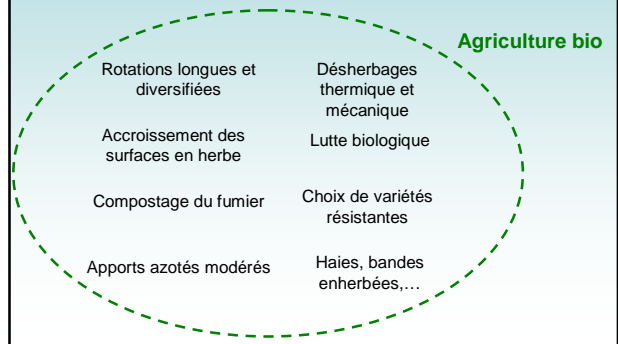 Agriculture bio
Rotations longues et
diversifiées
Désherbages
thermique et
mécanique
Accroissement des
surfaces en herbe
Lutte biologique
Compostage du fumier
Choix de variétés
résistantes
Apports azotés modérés
Haies, bandes
enherbées,…